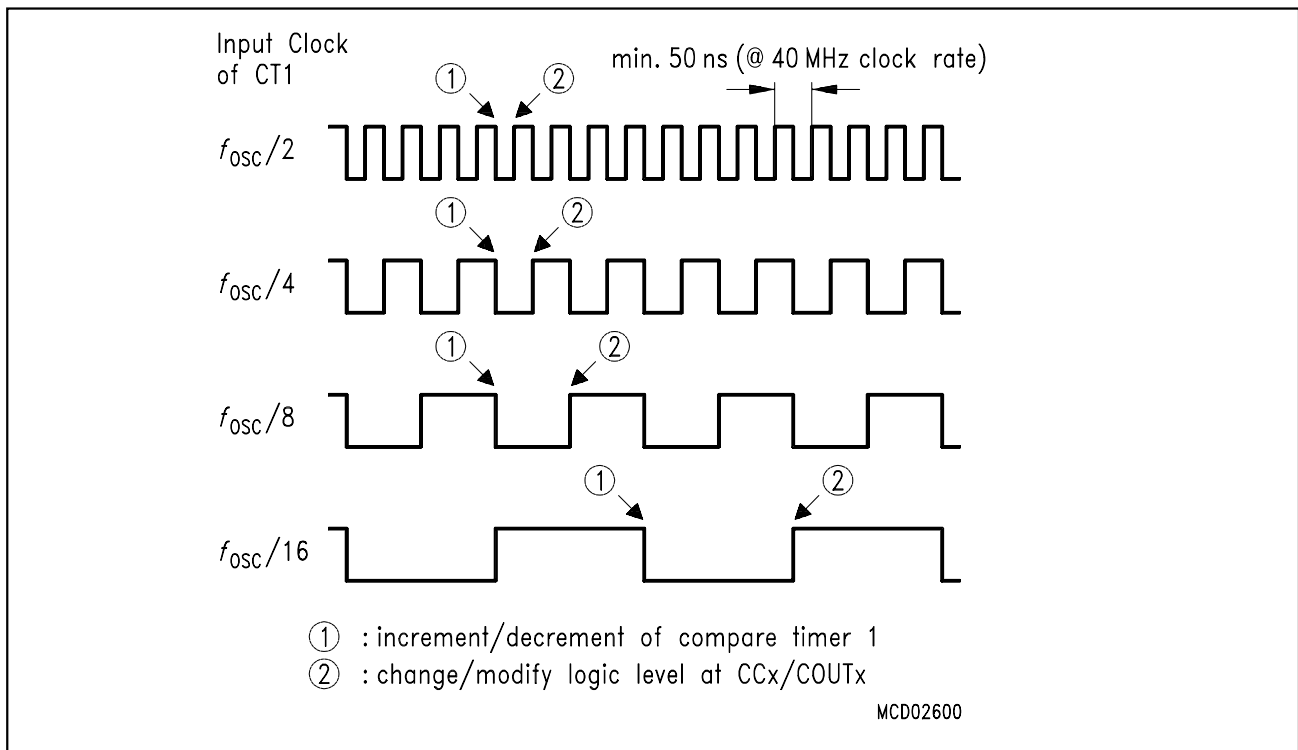 Input Clock
of CT1
min. 50 ns (@ 40 MHz clock rate)
1 2
fOSC/2
1 2
fOSC/4
1 2
fOSC/8
1 2
fOSC/16
1 : increment/decrement of compare timer 1
2 : change/modify logic level at CCx/COUTx
MCD02600